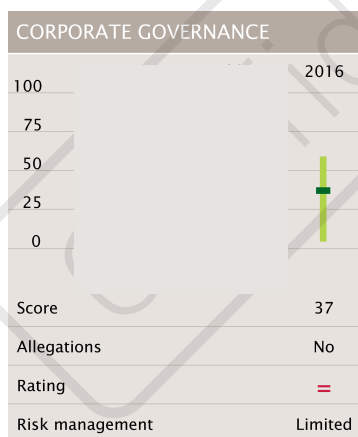 CORPORATE GOVERNANCE
2016
100
75
50
25
0
Score 37
Allegations No
Rating =
Risk management Limited